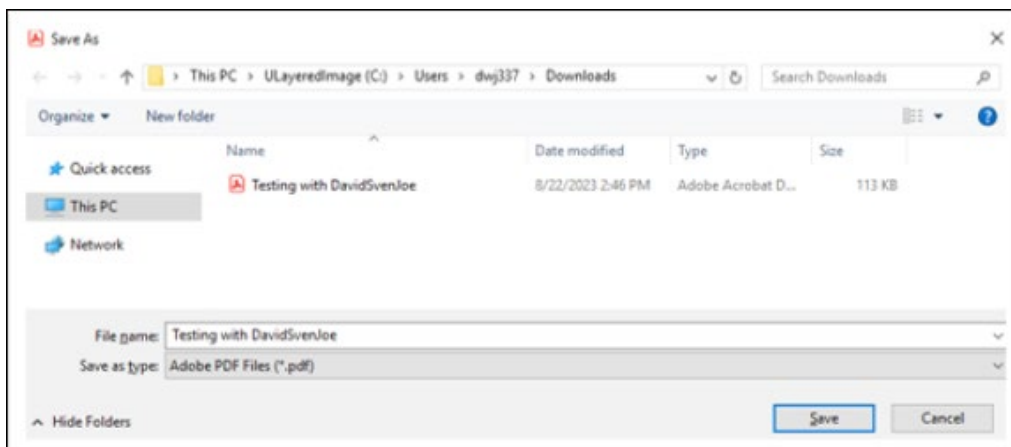 Save As
This PC > ULayeredImage (C:) > Users > dwj337 > Downloads
Search Downloads
Organize
New folder
Name
Date modified
Type
Size
Quick access
Testing with DavidSvenJoe
8/22/2023 2:46 PM
Adobe Acrobat D...
113 KB
This PC
Network
File name: Testing with DavidSvenJoe
Save as type: Adobe PDF Files (*.pdf)
Hide Folders
Save
Cancel